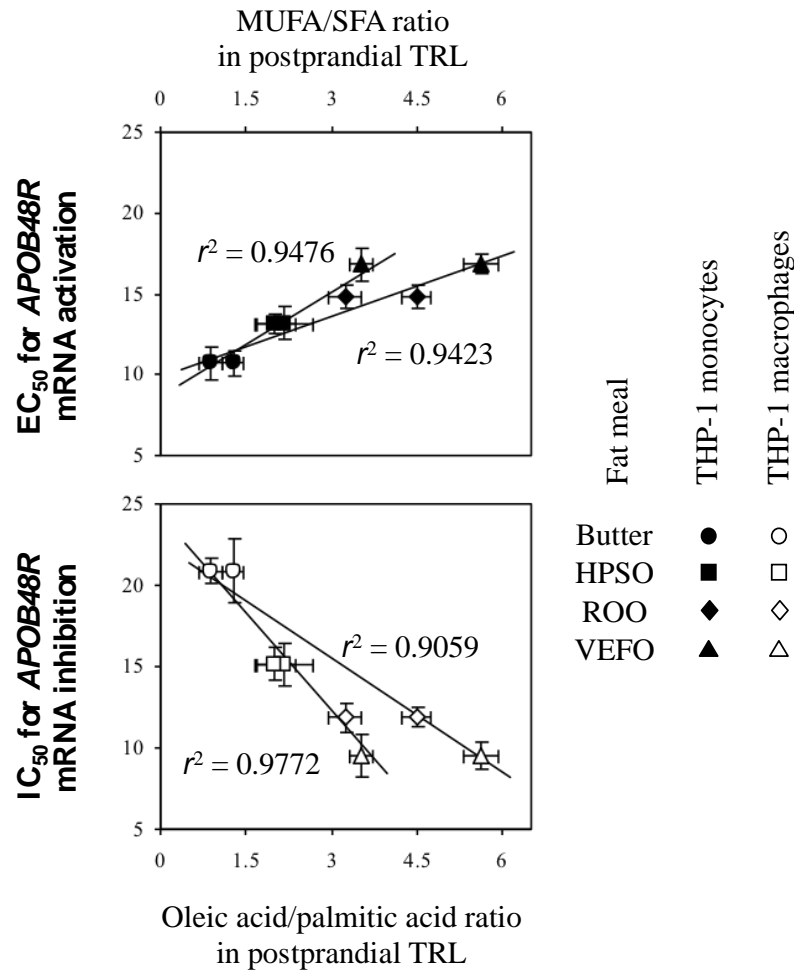 MUFA/SFA ratio
in postprandial TRL
0 1.5 3 4.5 6
EC₅₀ for APOB48R
mRNA activation
25
20
15
10
5
r² = 0.9476
r² = 0.9423
IC₅₀ for APOB48R
mRNA inhibition
25
20
15
10
5
r² = 0.9059
r² = 0.9772
0 1.5 3 4.5 6
Oleic acid/palmitic acid ratio
in postprandial TRL
Fat meal
THP-1 monocytes
THP-1 macrophages
Butter
HPSO
ROO
VEFO